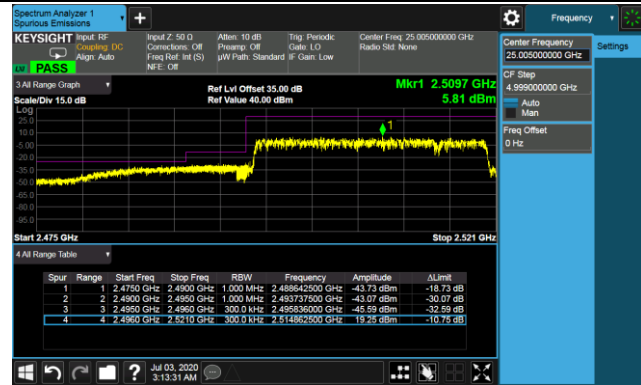 Spectrum Analyzer 1
Spurious Emissions
Frequency
KEYSIGHT
Input: RF
Coupling: DC
Align: Auto
Input Z: 50 Ω
Corrections: Off
Freq Ref: Int (S)
NFE: Off
Atten: 10 dB
Preamp: Off
µW Path: Standard
Trig: Periodic
Gate: LO
IF Gain: Low
Center Freq: 25.005000000 GHz
Radio Std: None
PASS
3 All Range Graph
Scale/Div 15.0 dB
Ref Lvl Offset 35.00 dB
Ref Value 40.00 dBm
Mkr1 2.5097 GHz
5.81 dBm
Log
25.0
10.0
-5.00
-20.0
-35.0
-50.0
-65.0
-80.0
-95.0
1
Start 2.475 GHz
Stop 2.521 GHz
4 All Range Table
Spur Range Start Freq Stop Freq RBW Frequency Amplitude ΔLimit
1 1 2.4750 GHz 2.4900 GHz 1.000 MHz 2.488642500 GHz -43.73 dBm -18.73 dB
2 2 2.4900 GHz 2.4950 GHz 1.000 MHz 2.493737500 GHz -43.07 dBm -30.07 dB
3 3 2.4950 GHz 2.4960 GHz 300.0 kHz 2.495836000 GHz -45.59 dBm -32.59 dB
4 4 2.4960 GHz 2.5210 GHz 300.0 kHz 2.514862500 GHz 19.25 dBm -10.75 dB
Center Frequency
25.005000000 GHz
Settings
CF Step
4.999000000 GHz
Auto
Man
Freq Offset
0 Hz
Jul 03, 2020
3:13:31 AM